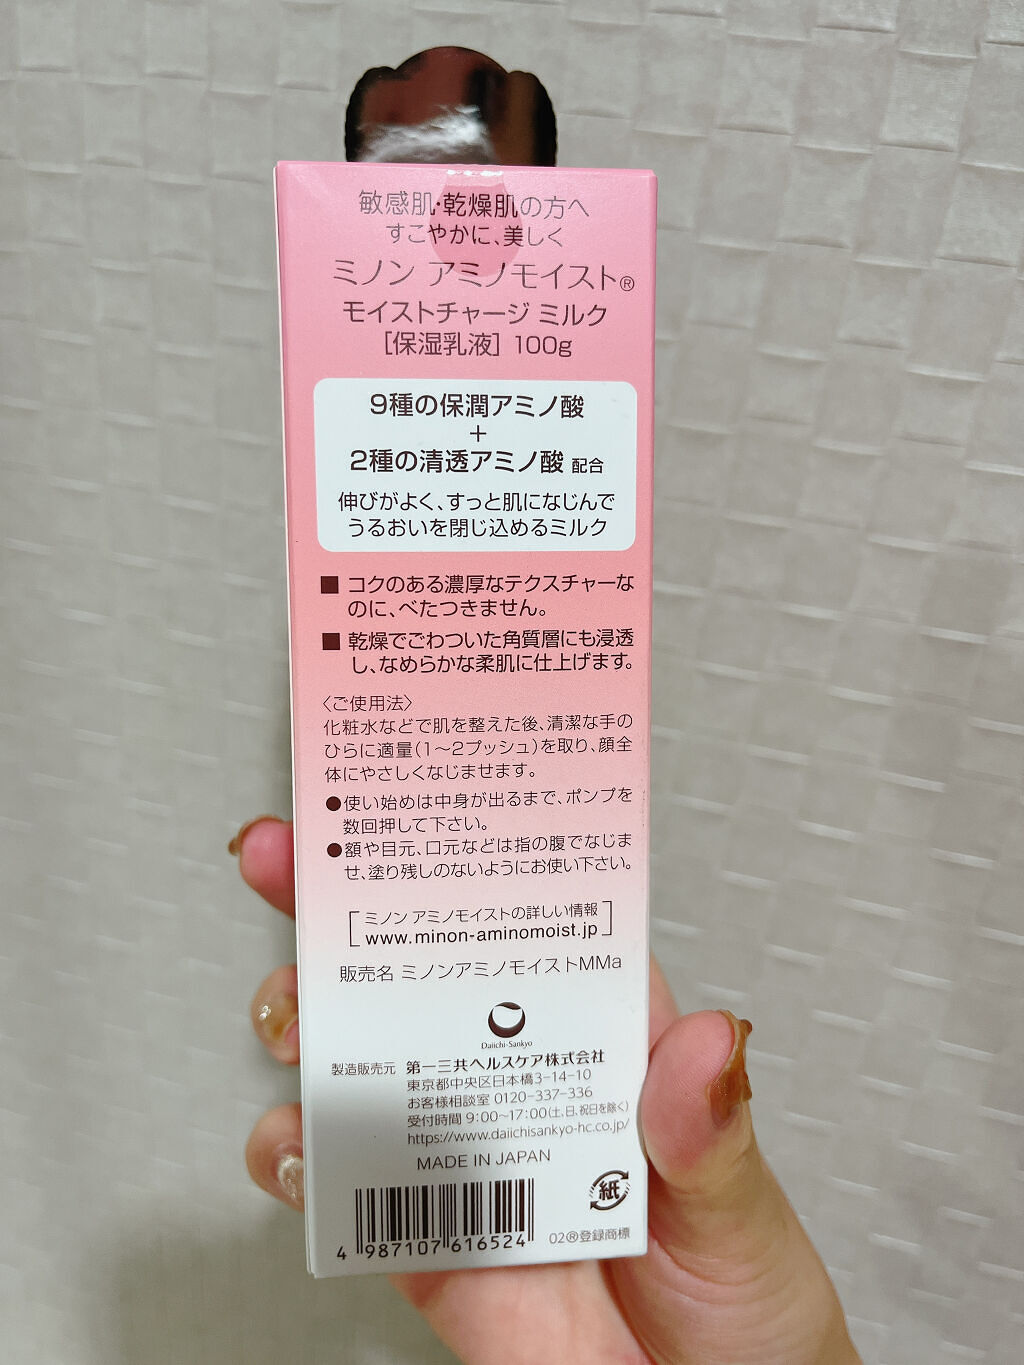 敏感肌・乾燥肌の方へ
すこやかに、美しく
ミノン アミノモイスト®
モイストチャージ ミルク
［保湿乳液］ 100g
9種の保潤アミノ酸
+
2種の清透アミノ酸 配合
伸びがよく、すっと肌になじんで
うるおいを閉じ込めるミルク
■ コクのある濃厚なテクスチャーな
のに、べたつきません。
■ 乾燥でごわついた角質層にも浸透
し、なめらかな柔肌に仕上げます。
〈ご使用法〉
化粧水などで肌を整えた後、清潔な手の
ひらに適量（1〜2プッシュ）を取り、顔全
体にやさしくなじませます。
●使い始めは中身が出るまで、ポンプを
数回押して下さい。
●額や目元、口元などは指の腹でなじま
せ、塗り残しのないようにお使い下さい。
ミノン アミノモイストの詳しい情報
www.minon-aminomoist.jp
販売名 ミノンアミノモイストMMa
Daiichi-Sankyo
製造販売元 第一三共ヘルスケア株式会社
東京都中央区日本橋3-14-10
お客様相談室 0120-337-336
受付時間 9:00〜17:00（土、日、祝日を除く）
https://www.daiichisankyo-hc.co.jp/
MADE IN JAPAN
紙
4 987107 616524
02®登録商標